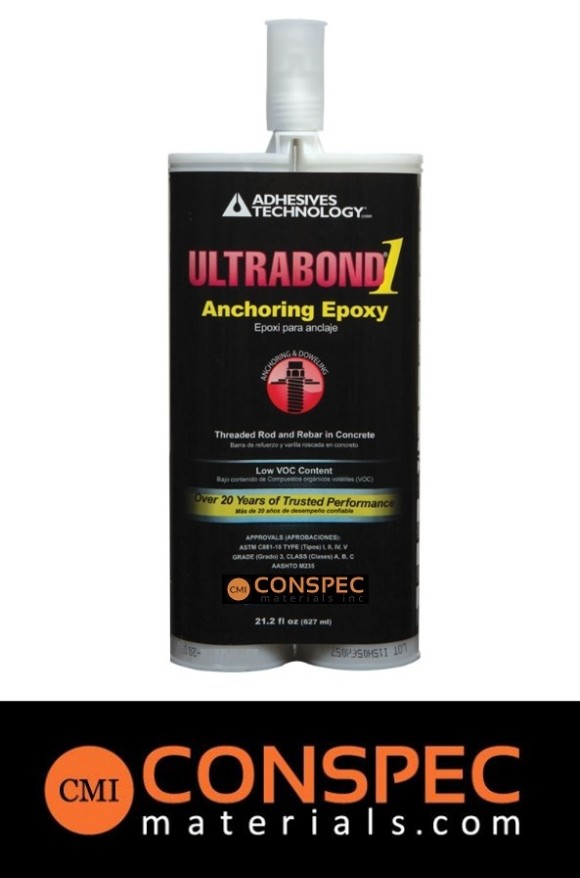 ADHESIVES
TECHNOLOGY.com
ULTRABOND®1
Anchoring Epoxy
Epoxi para anclaje
ANCHORING & DOWELING
Threaded Rod and Rebar in Concrete
Barra de refuerzo y varilla roscada en concreto
Low VOC Content
Bajo contenido de Compuestos orgánicos volátiles (VOC)
Over 20 Years of Trusted Performance
Más de 20 años de desempeño confiable
APPROVALS (APROBACIONES):
ASTM C881-15 TYPE (Tipos) I, II, IV, V
GRADE (Grado) 3, CLASS (Clases) A, B, C
AASHTO M235
CMI CONSPEC
materials inc
21.2 fl oz (627 ml)
LOT
CMI CONSPEC
materials.com